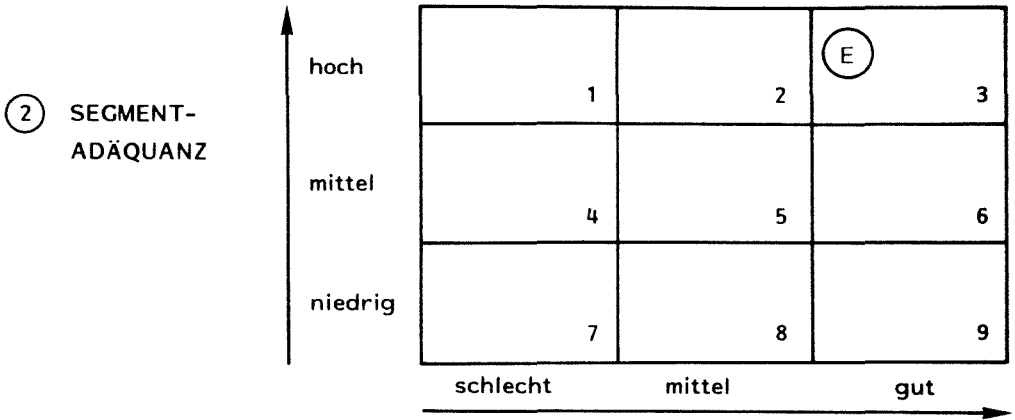 hoch
E
1
2
3
2 SEGMENT-
ADÄQUANZ
mittel
4
5
6
niedrig
7
8
9
schlecht mittel gut